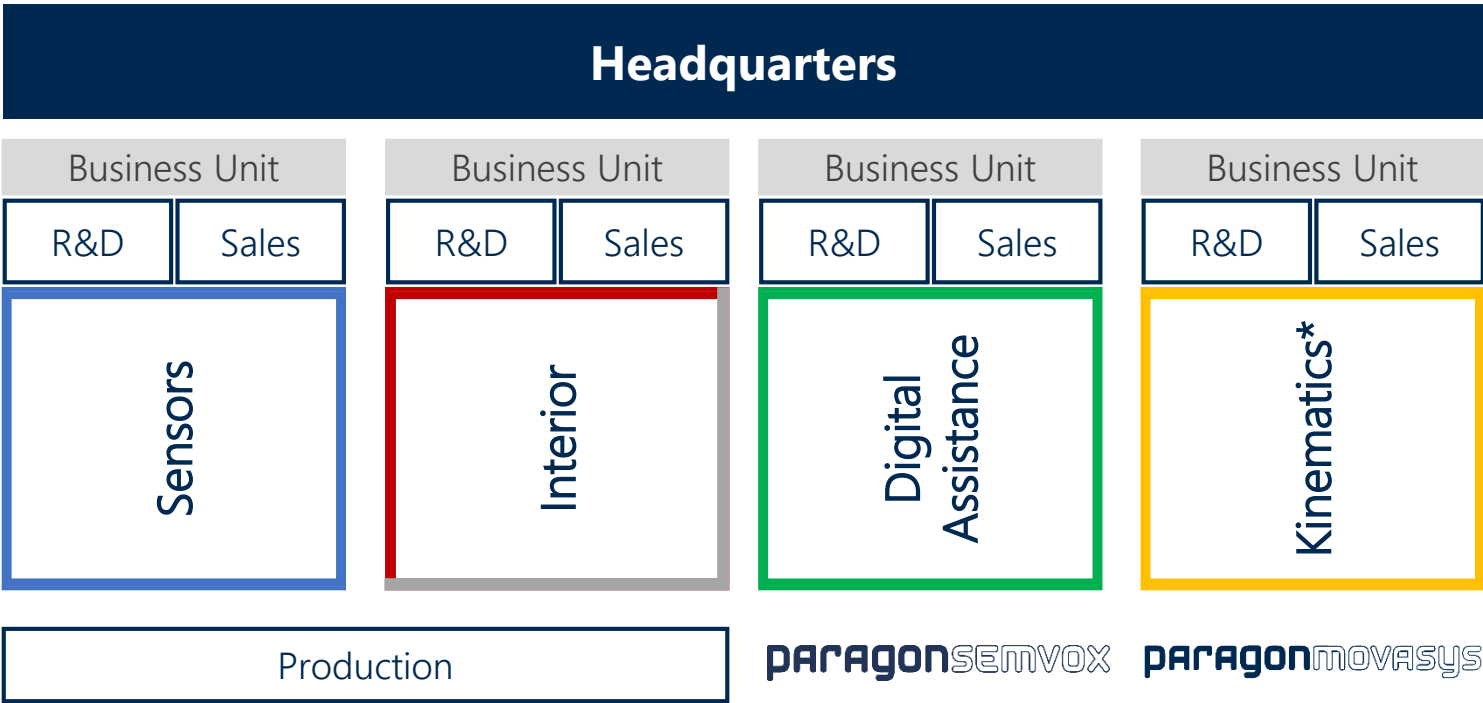 Headquarters
Business Unit
Business Unit
Business Unit
Business Unit
R&D
Sales
R&D
Sales
R&D
Sales
R&D
Sales
Sensors
Interior
Digital
Assistance
Kinematics*
Production
paragonsemvox
paragonmovasys